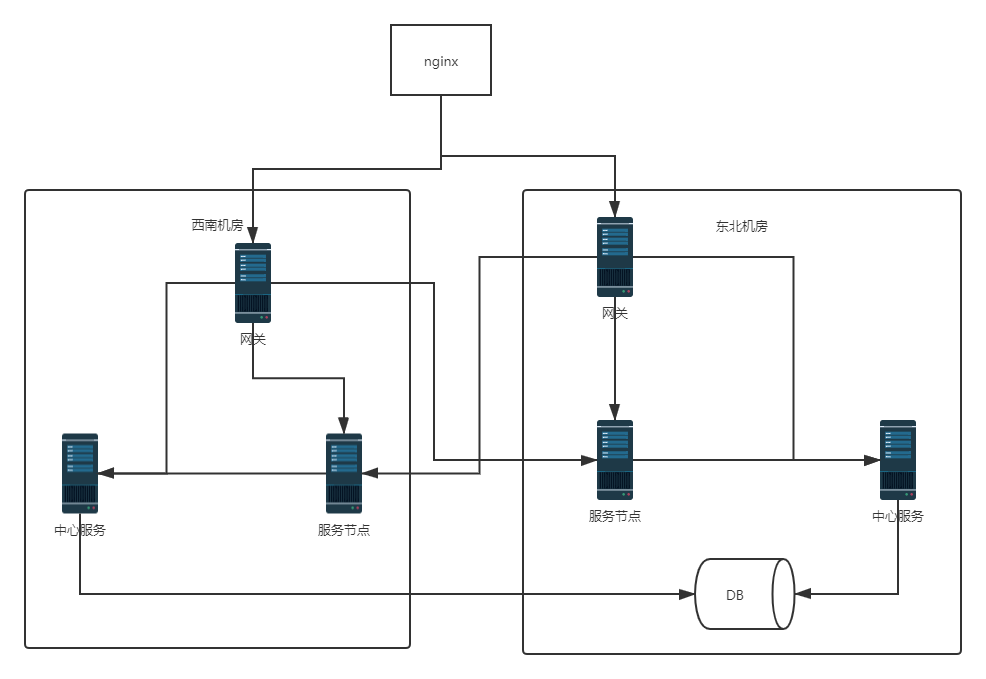 nginx
西南机房
东北机房
网关
网关
中心服务
服务节点
服务节点
中心服务
DB